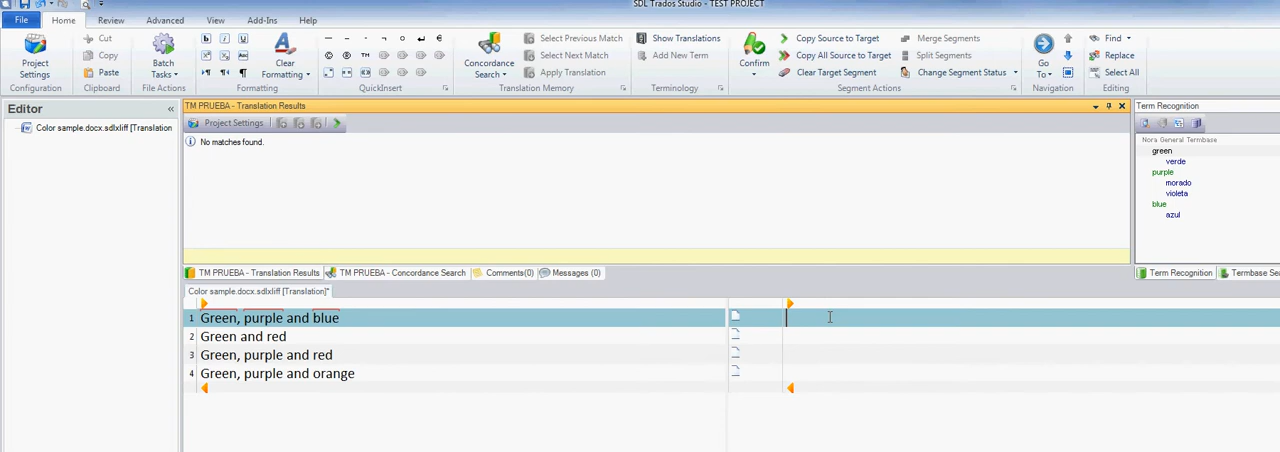 SDL Trados Studio - TEST PROJECT
File Home Review Advanced View Add-Ins Help
Project Settings
Configuration
Cut
Copy
Paste
Clipboard
Batch Tasks
File Actions
b i u
Clear Formatting
Formatting
QuickInsert
Concordance Search
Select Previous Match
Select Next Match
Apply Translation
Translation Memory
Show Translations
Add New Term
Terminology
Confirm
Copy Source to Target
Copy All Source to Target
Clear Target Segment
Merge Segments
Split Segments
Change Segment Status
Segment Actions
Go To
Navigation
Find
Replace
Select All
Editing
Editor
Color sample.docx.sdlxliff [Translation
TM PRUEBA - Translation Results
Project Settings
No matches found.
TM PRUEBA - Translation Results TM PRUEBA - Concordance Search Comments(0) Messages (0)
Term Recognition
Nora General Termbase
green
verde
purple
morado
violeta
blue
azul
Term Recognition Termbase Sea
Color sample.docx.sdlxliff [Translation]*
1 Green, purple and blue
2 Green and red
3 Green, purple and red
4 Green, purple and orange